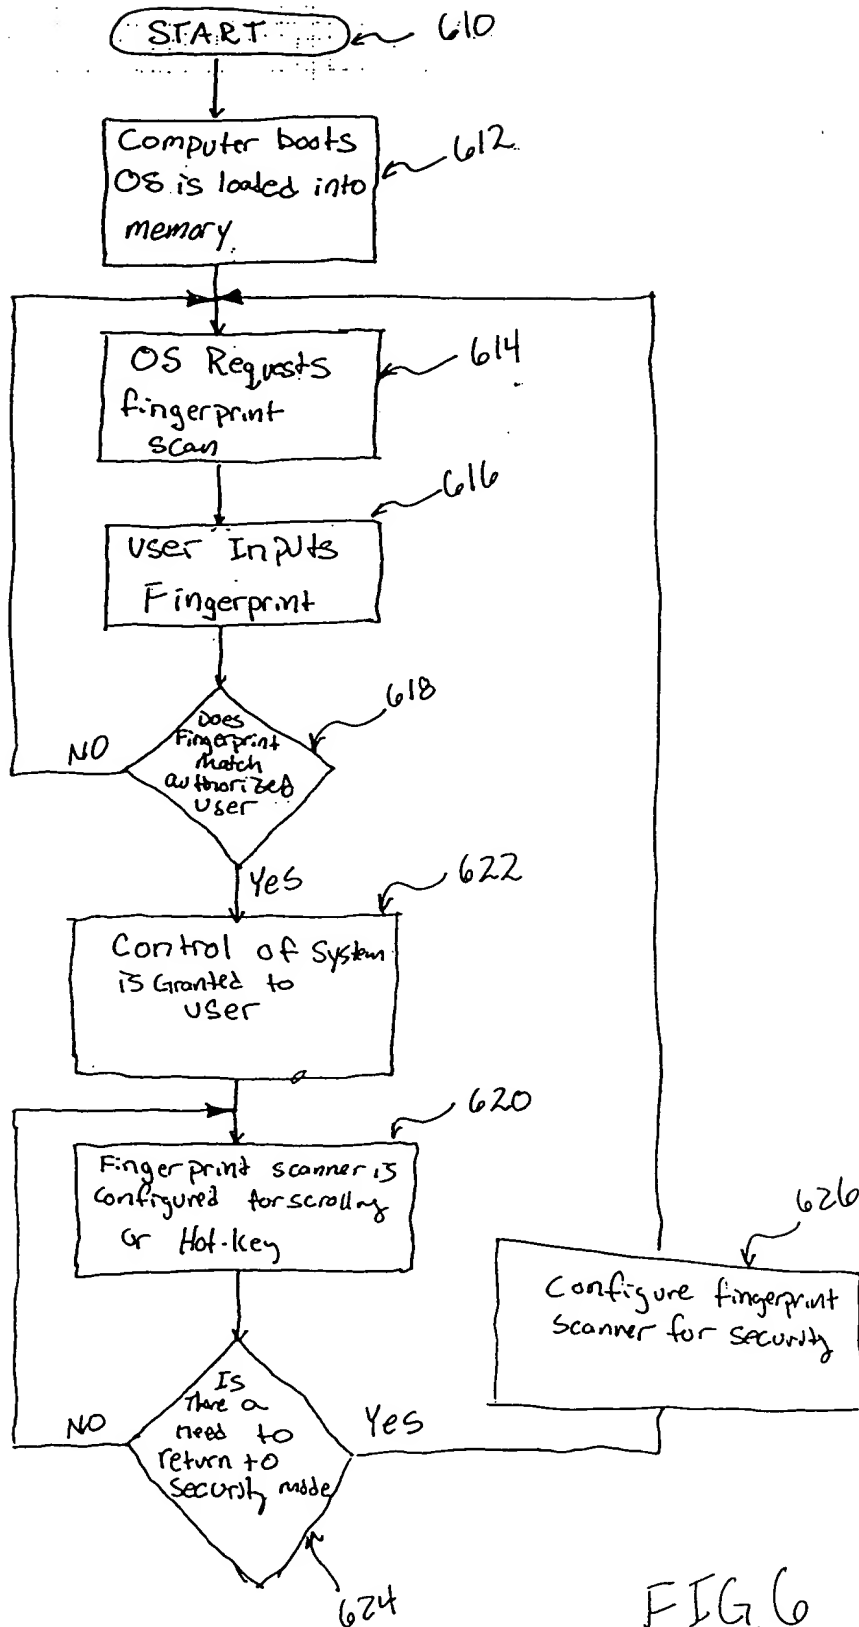 START
610
Computer boots
OS is loaded into
memory
612
OS Requests
fingerprint
scan
614
616
User Inputs
Fingerprint
618
Does
Fingerprint
Match
authorized
user
NO
Yes
622
Control of System
is Granted to
user
620
Fingerprint scanner is
configured for scrolling
or Hot-Key
626
Configure fingerprint
scanner for security
Is
There a
need to
return to
security mode
NO
Yes
624
FIG 6